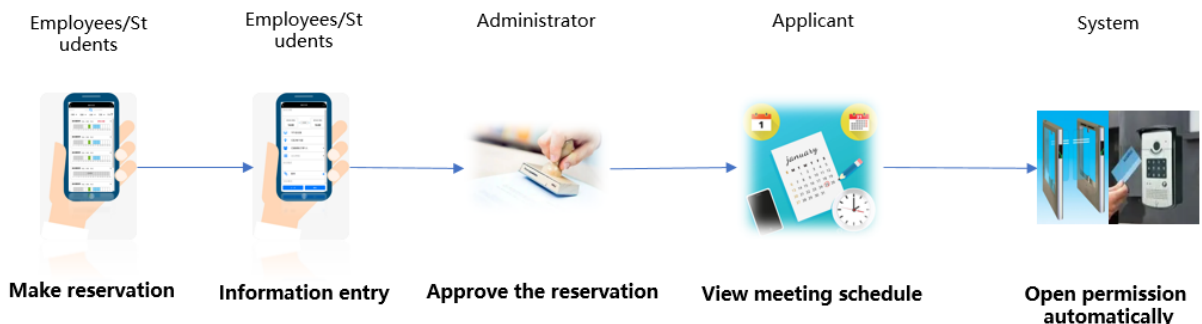 Employees/St
udents
Employees/St
udents
Administrator
Applicant
System
january
Make reservation
Information entry
Approve the reservation
View meeting schedule
Open permission
automatically